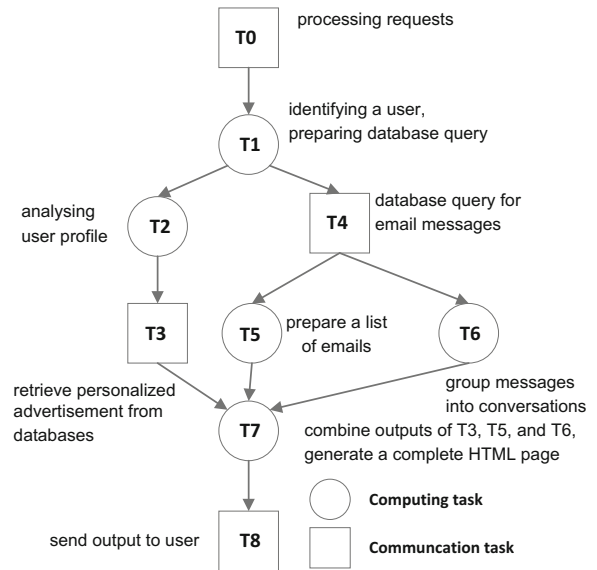 processing requests
T0
identifying a user,
preparing database query
T1
analysing
user profile
T2
T4
database query for
email messages
T3
T5
prepare a list
of emails
T6
retrieve personalized
advertisement from
databases
group messages
into conversations
T7
combine outputs of T3, T5, and T6,
generate a complete HTML page
Computing task
send output to user
T8
Communcation task